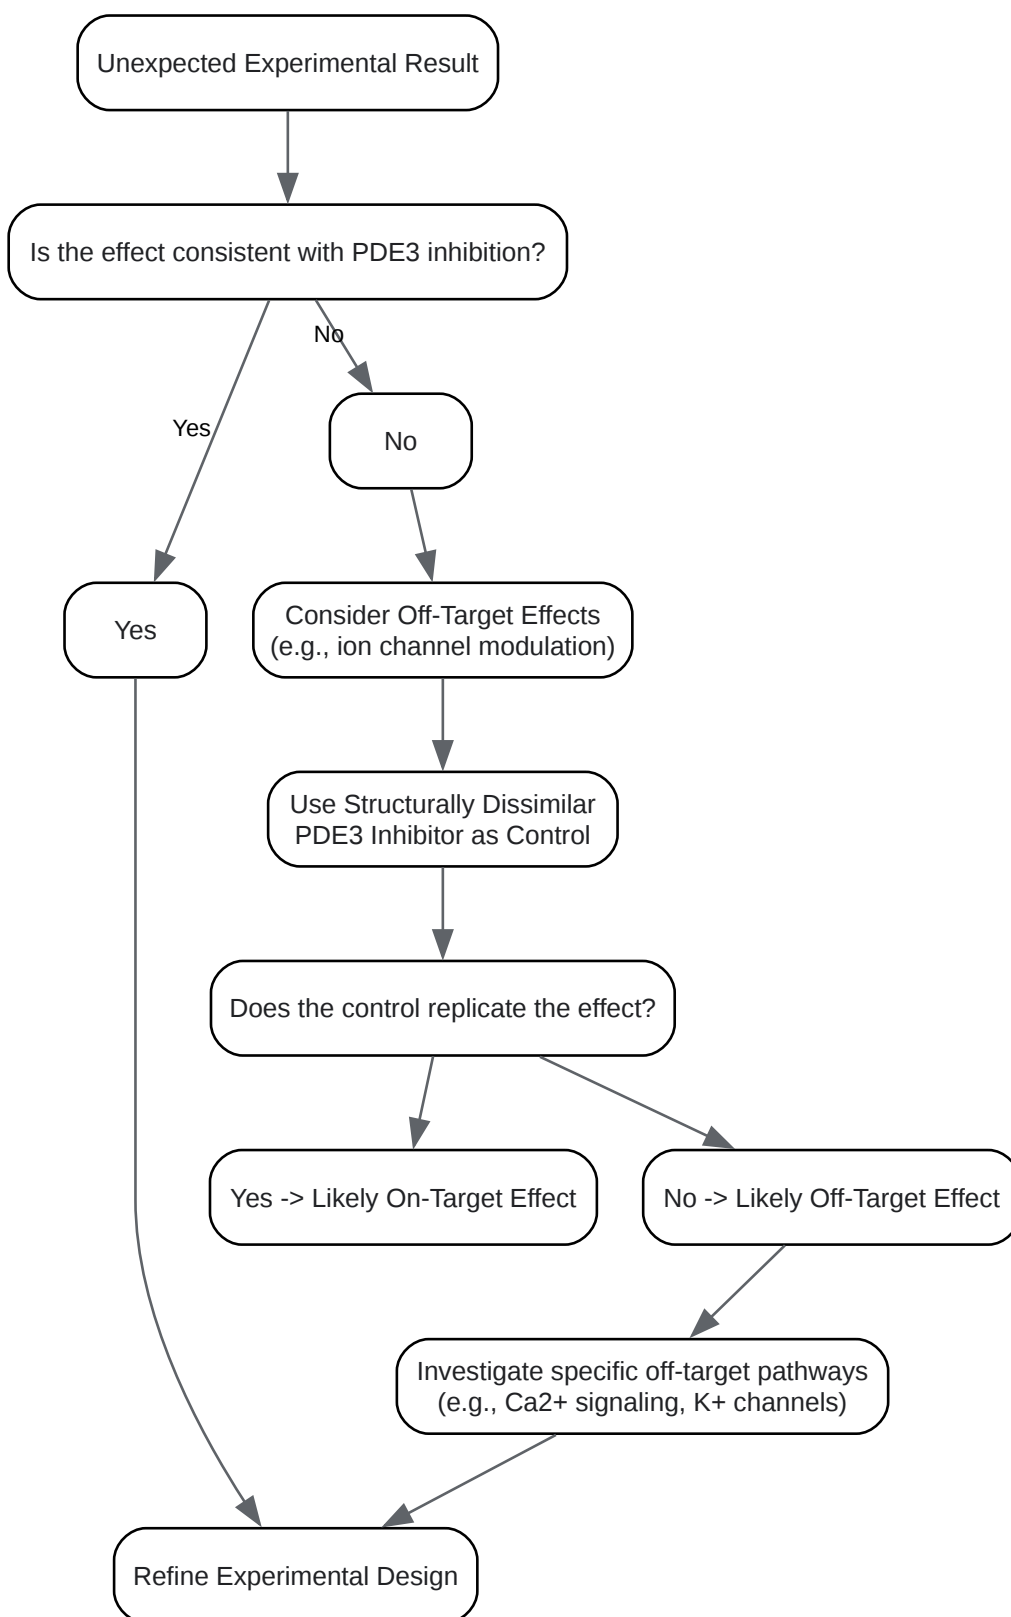 Unexpected Experimental Result
Is the effect consistent with PDE3 inhibition?
No
Yes
No
Yes
Consider Off-Target Effects
(e.g., ion channel modulation)
Use Structurally Dissimilar
PDE3 Inhibitor as Control
Does the control replicate the effect?
Yes -> Likely On-Target Effect
No -> Likely Off-Target Effect
Investigate specific off-target pathways
(e.g., Ca2+ signaling, K+ channels)
Refine Experimental Design